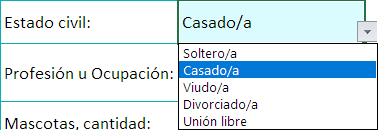 Estado civil: Casado/a
Soltero/a
Casado/a
Viudo/a
Divorciado/a
Unión libre
Profesión u Ocupación:
Mascotas, cantidad: